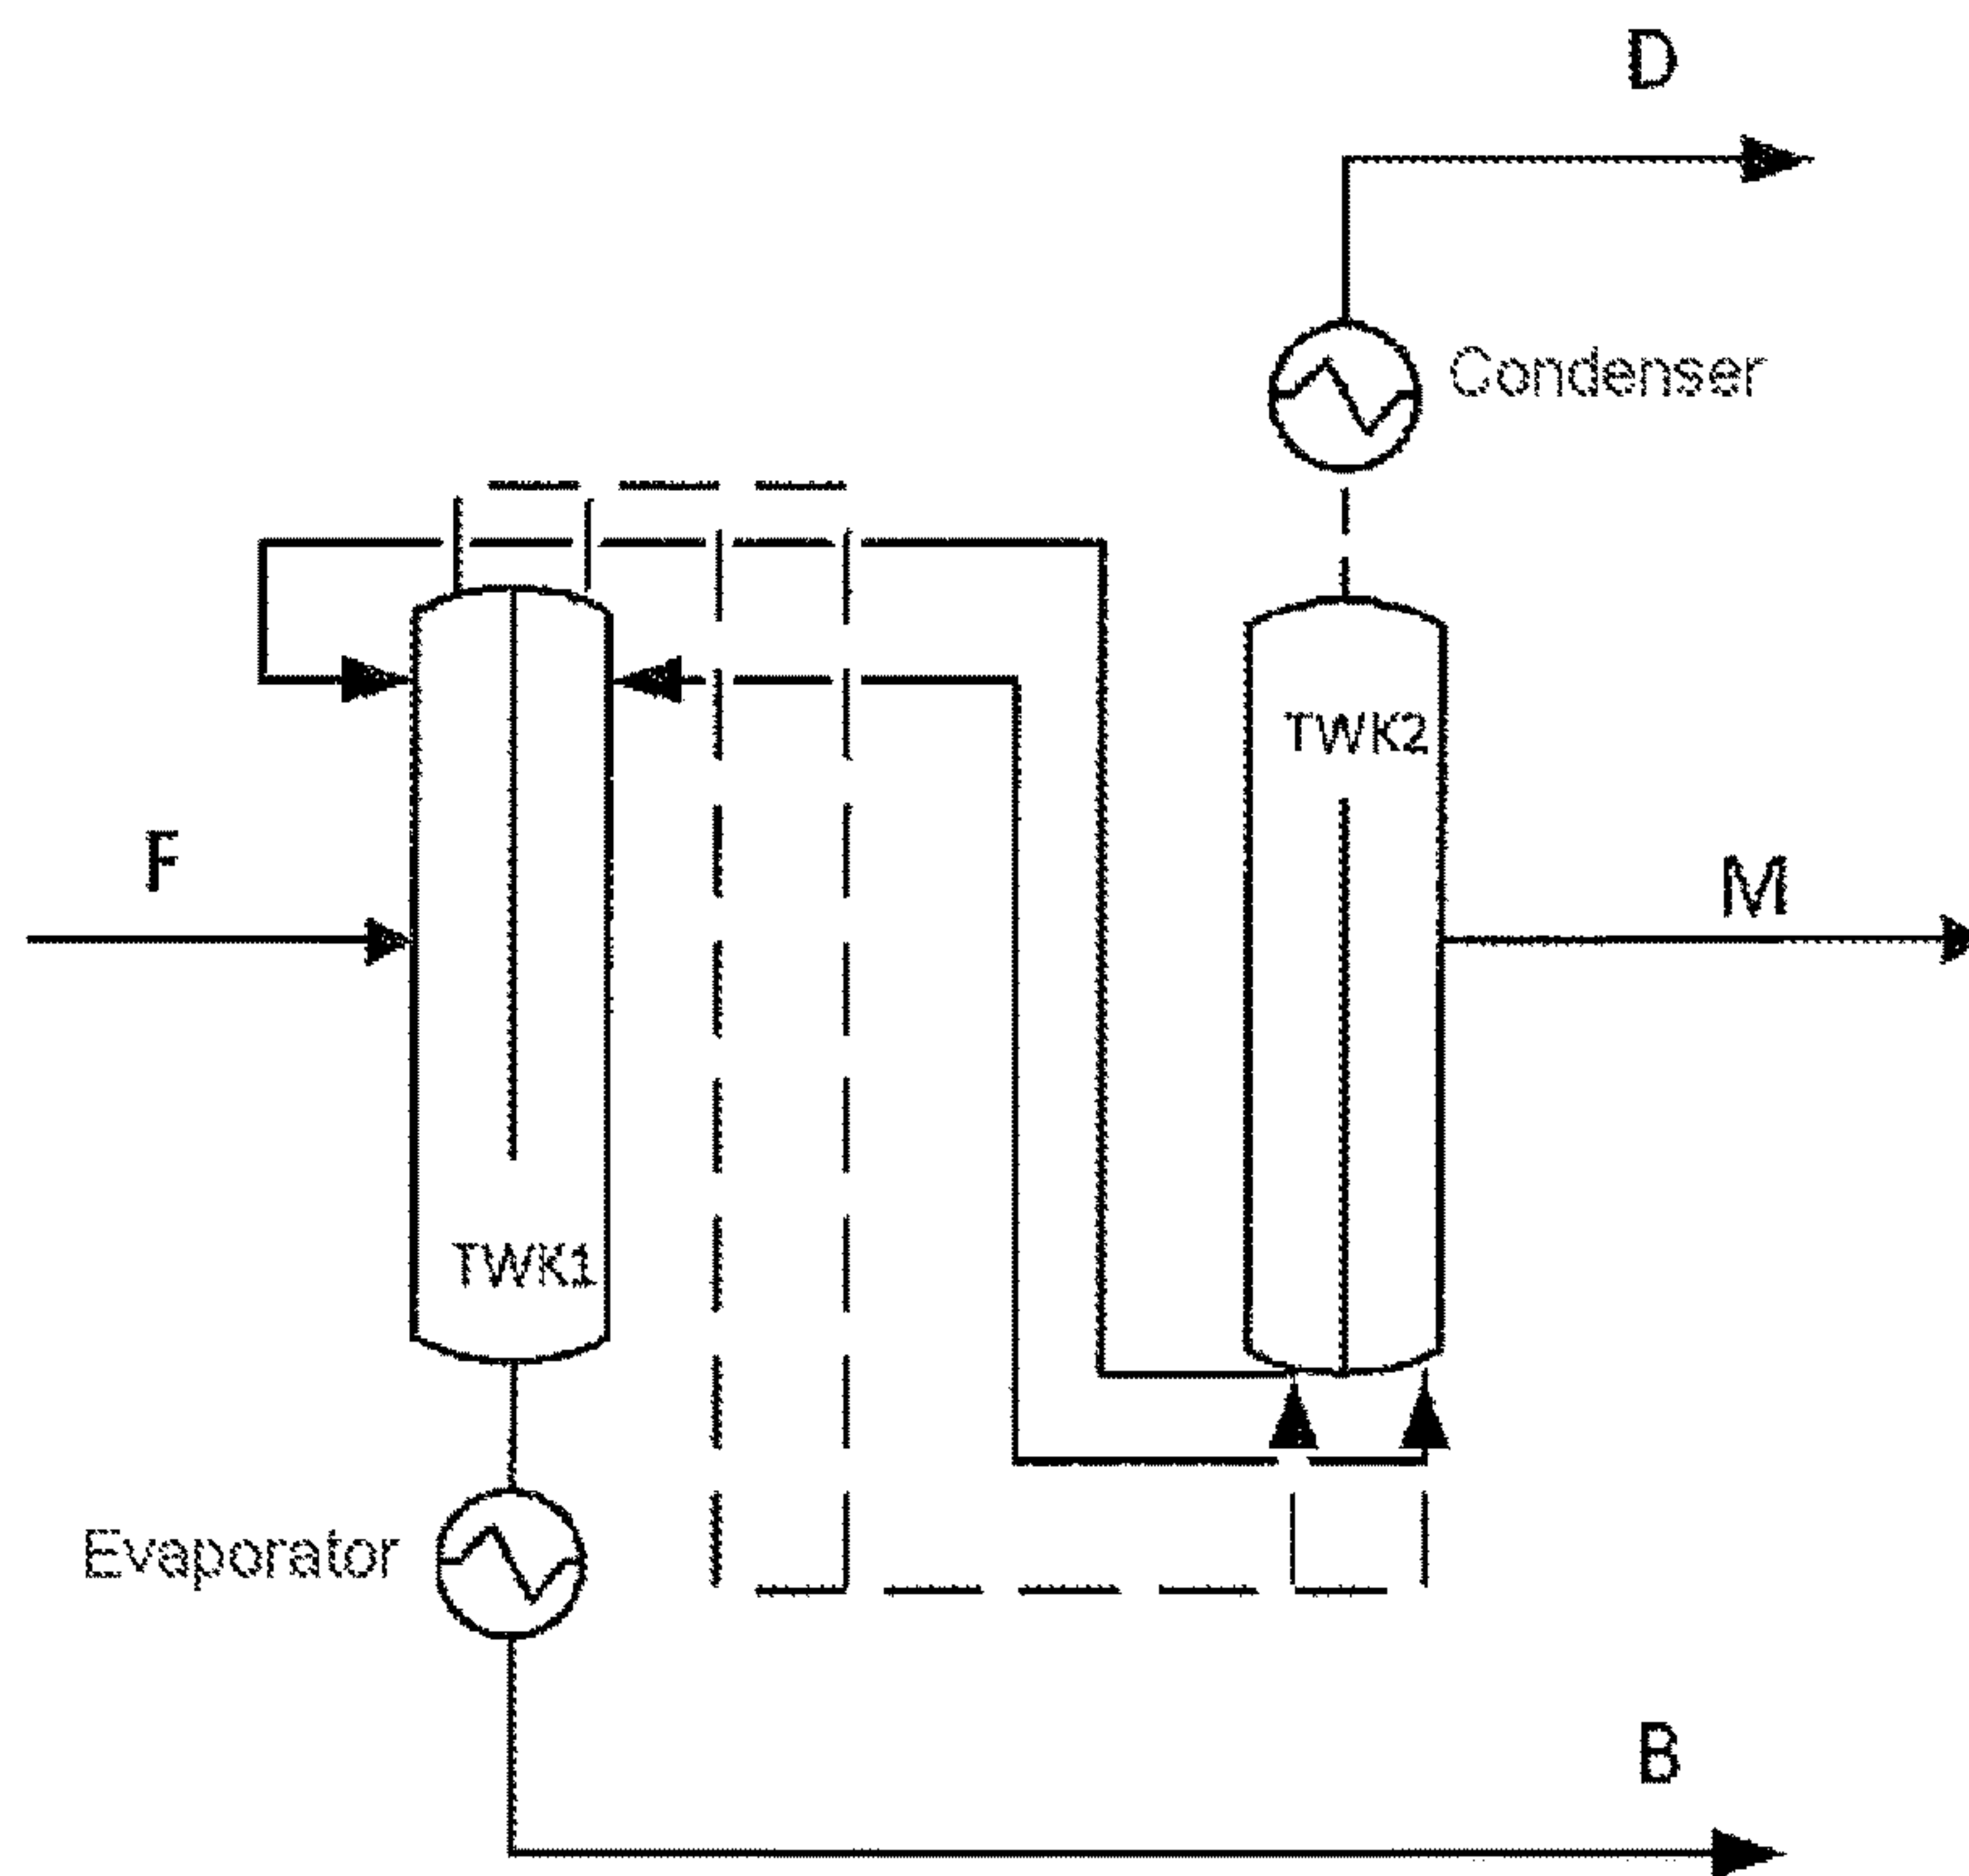 D
Condenser
TWK2
F
M
TWK1
Evaporator
B